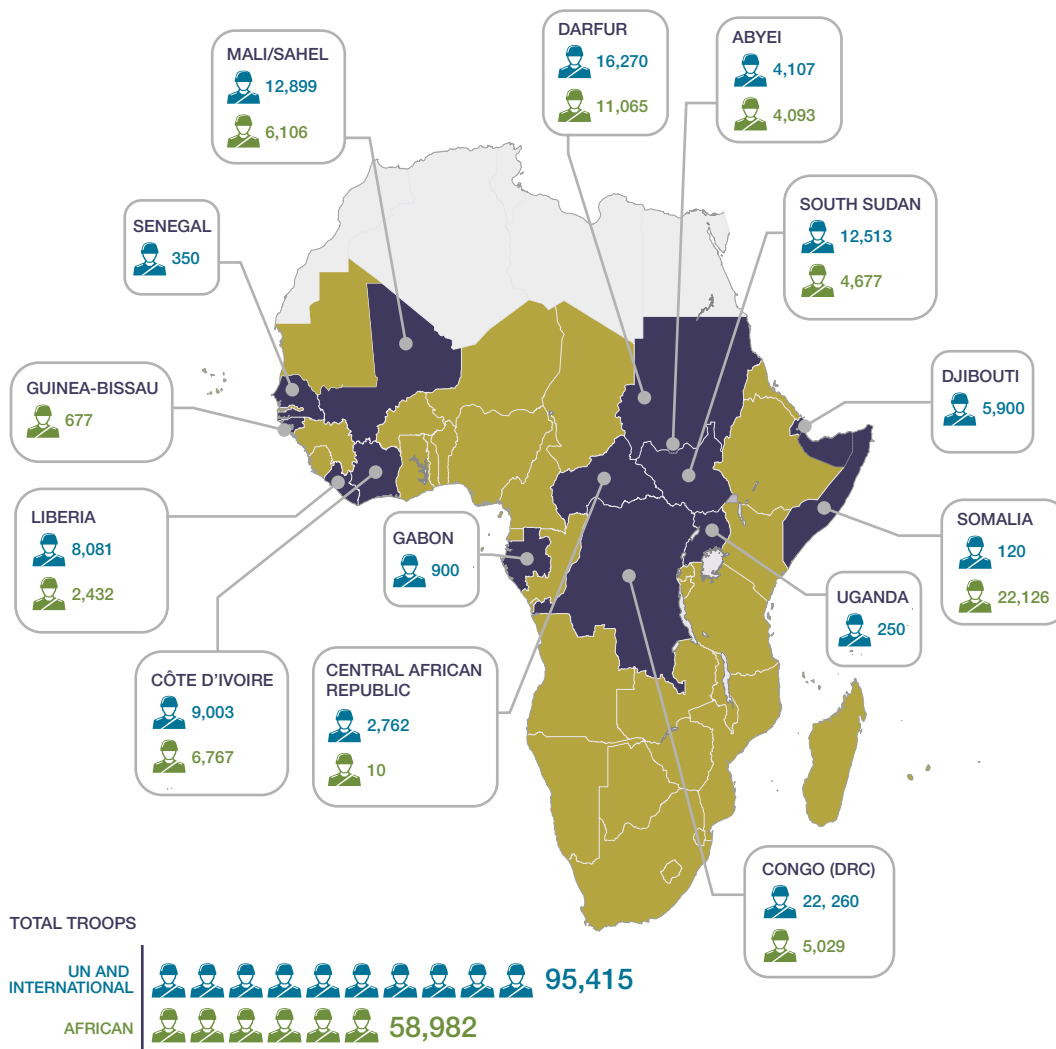 DARFUR
16,270
11,065
ABYEI
4,107
4,093
MALI/SAHEL
12,899
6,106
SOUTH SUDAN
12,513
4,677
SENEGAL
350
GUINEA-BISSAU
677
DJIBOUTI
5,900
LIBERIA
8,081
2,432
GABON
900
SOMALIA
120
22,126
UGANDA
250
CÔTE D'IVOIRE
9,003
6,767
CENTRAL AFRICAN
REPUBLIC
2,762
10
CONGO (DRC)
22, 260
5,029
TOTAL TROOPS
UN AND
INTERNATIONAL
95,415
AFRICAN
58,982